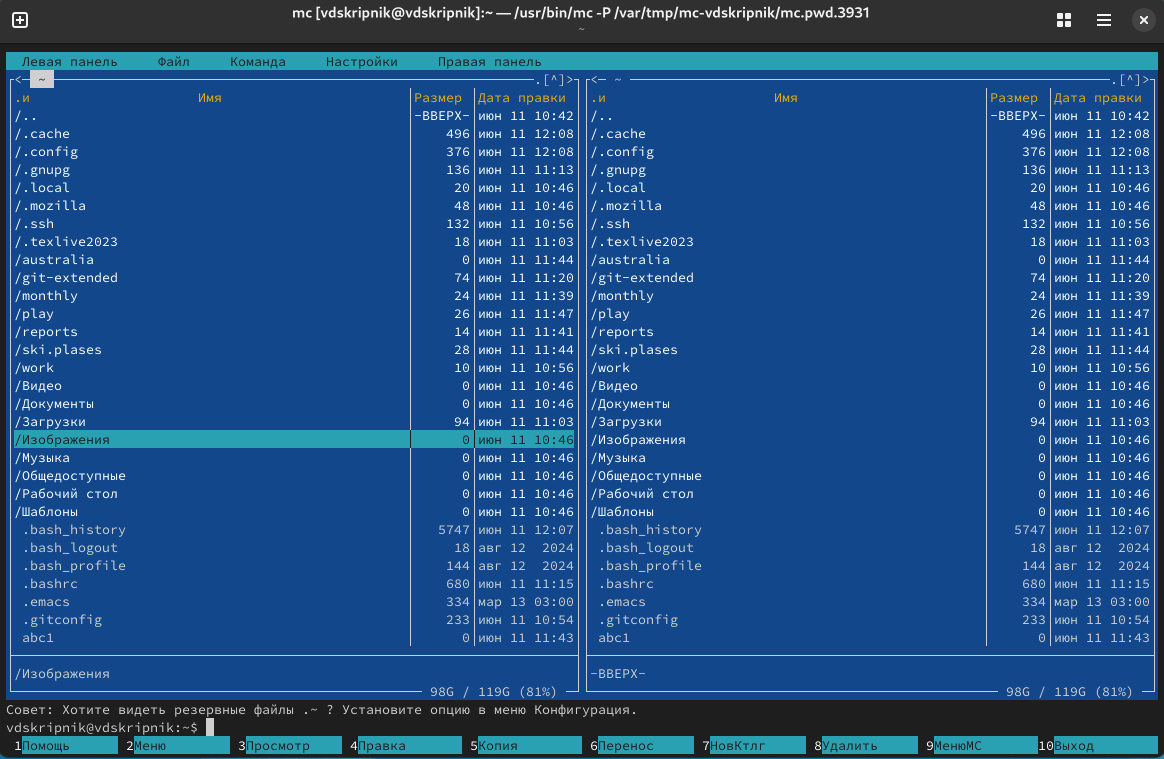 mc [vdskripnik@vdskripnik]:~ — /usr/bin/mc -P /var/tmp/mc-vdskripnik/mc.pwd.3931
~
Левая панель Файл Команда Настройки Правая панель
<─ ~ .[^]> <─ ~ .[^]>
.и Имя Размер Дата правки .и Имя Размер Дата правки
/.. -ВВЕРХ- июн 11 10:42 /.. -ВВЕРХ- июн 11 10:42
/.cache 496 июн 11 12:08 /.cache 496 июн 11 12:08
/.config 376 июн 11 12:08 /.config 376 июн 11 12:08
/.gnupg 136 июн 11 11:13 /.gnupg 136 июн 11 11:13
/.local 20 июн 11 10:46 /.local 20 июн 11 10:46
/.mozilla 48 июн 11 10:46 /.mozilla 48 июн 11 10:46
/.ssh 132 июн 11 10:56 /.ssh 132 июн 11 10:56
/.texlive2023 18 июн 11 11:03 /.texlive2023 18 июн 11 11:03
/australia 0 июн 11 11:44 /australia 0 июн 11 11:44
/git-extended 74 июн 11 11:20 /git-extended 74 июн 11 11:20
/monthly 24 июн 11 11:39 /monthly 24 июн 11 11:39
/play 26 июн 11 11:47 /play 26 июн 11 11:47
/reports 14 июн 11 11:41 /reports 14 июн 11 11:41
/ski.plases 28 июн 11 11:44 /ski.plases 28 июн 11 11:44
/work 10 июн 11 10:56 /work 10 июн 11 10:56
/Видео 0 июн 11 10:46 /Видео 0 июн 11 10:46
/Документы 0 июн 11 10:46 /Документы 0 июн 11 10:46
/Загрузки 94 июн 11 11:03 /Загрузки 94 июн 11 11:03
/Изображения 0 июн 11 10:46 /Изображения 0 июн 11 10:46
/Музыка 0 июн 11 10:46 /Музыка 0 июн 11 10:46
/Общедоступные 0 июн 11 10:46 /Общедоступные 0 июн 11 10:46
/Рабочий стол 0 июн 11 10:46 /Рабочий стол 0 июн 11 10:46
/Шаблоны 0 июн 11 10:46 /Шаблоны 0 июн 11 10:46
.bash_history 5747 июн 11 12:07 .bash_history 5747 июн 11 12:07
.bash_logout 18 авг 12 2024 .bash_logout 18 авг 12 2024
.bash_profile 144 авг 12 2024 .bash_profile 144 авг 12 2024
.bashrc 680 июн 11 11:15 .bashrc 680 июн 11 11:15
.emacs 334 мар 13 03:00 .emacs 334 мар 13 03:00
.gitconfig 233 июн 11 10:54 .gitconfig 233 июн 11 10:54
abc1 0 июн 11 11:43 abc1 0 июн 11 11:43
/Изображения -ВВЕРХ-
98G / 119G (81%) 98G / 119G (81%)
Совет: Хотите видеть резервные файлы .~ ? Установите опцию в меню Конфигурация.
vdskripnik@vdskripnik:~$
1Помощь 2Меню 3Просмотр 4Правка 5Копия 6Перенос 7НовКтлг 8Удалить 9МенюMC 10Выход